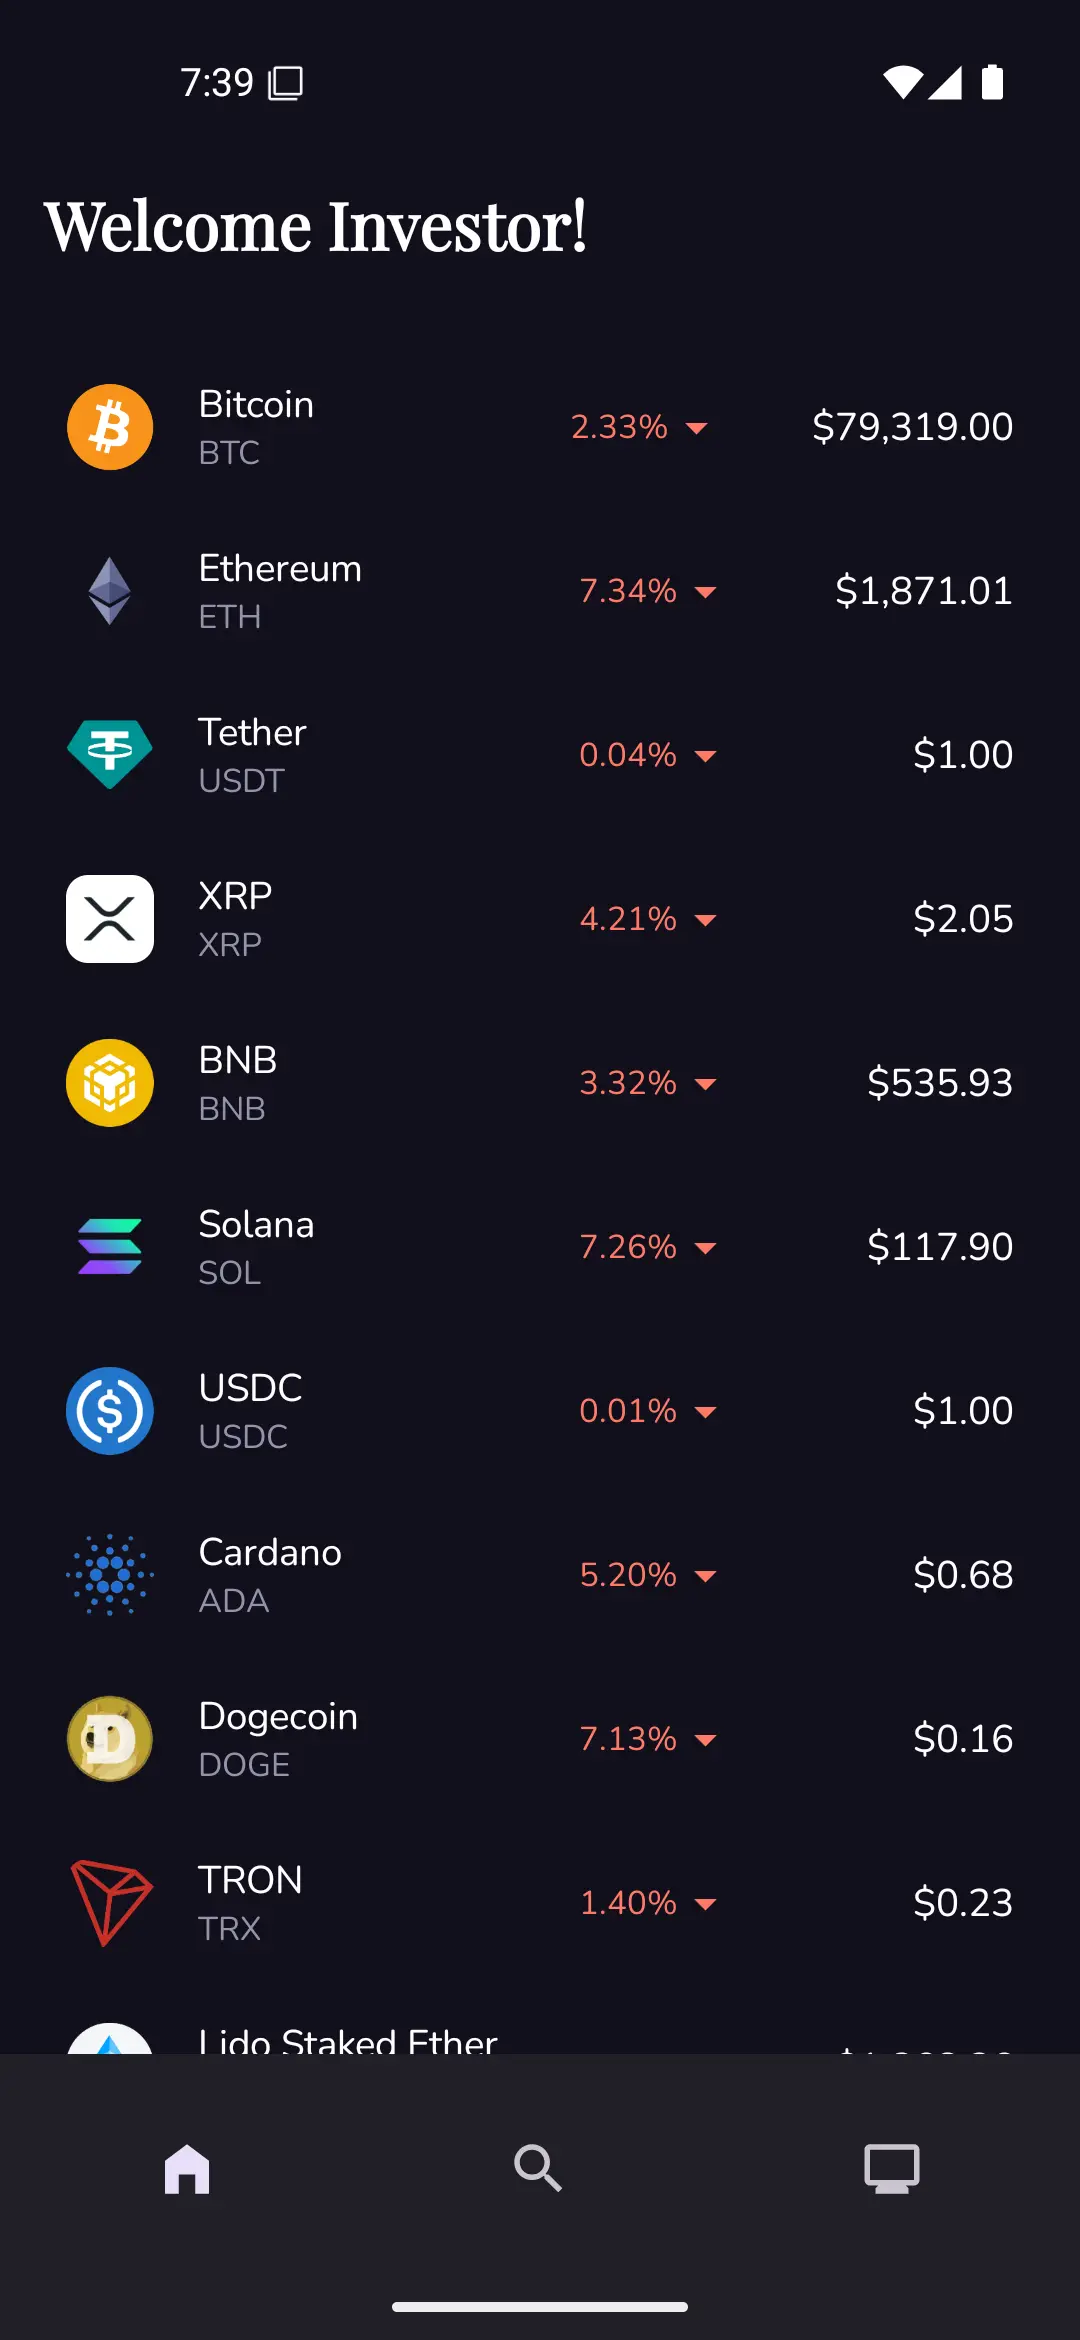 7:39
Welcome Investor!
Bitcoin
BTC
2.33%
$79,319.00
Ethereum
ETH
7.34%
$1,871.01
Tether
USDT
0.04%
$1.00
XRP
XRP
4.21%
$2.05
BNB
BNB
3.32%
$535.93
Solana
SOL
7.26%
$117.90
USDC
USDC
0.01%
$1.00
Cardano
ADA
5.20%
$0.68
Dogecoin
DOGE
7.13%
$0.16
TRON
TRX
1.40%
$0.23
Lido Staked Ether